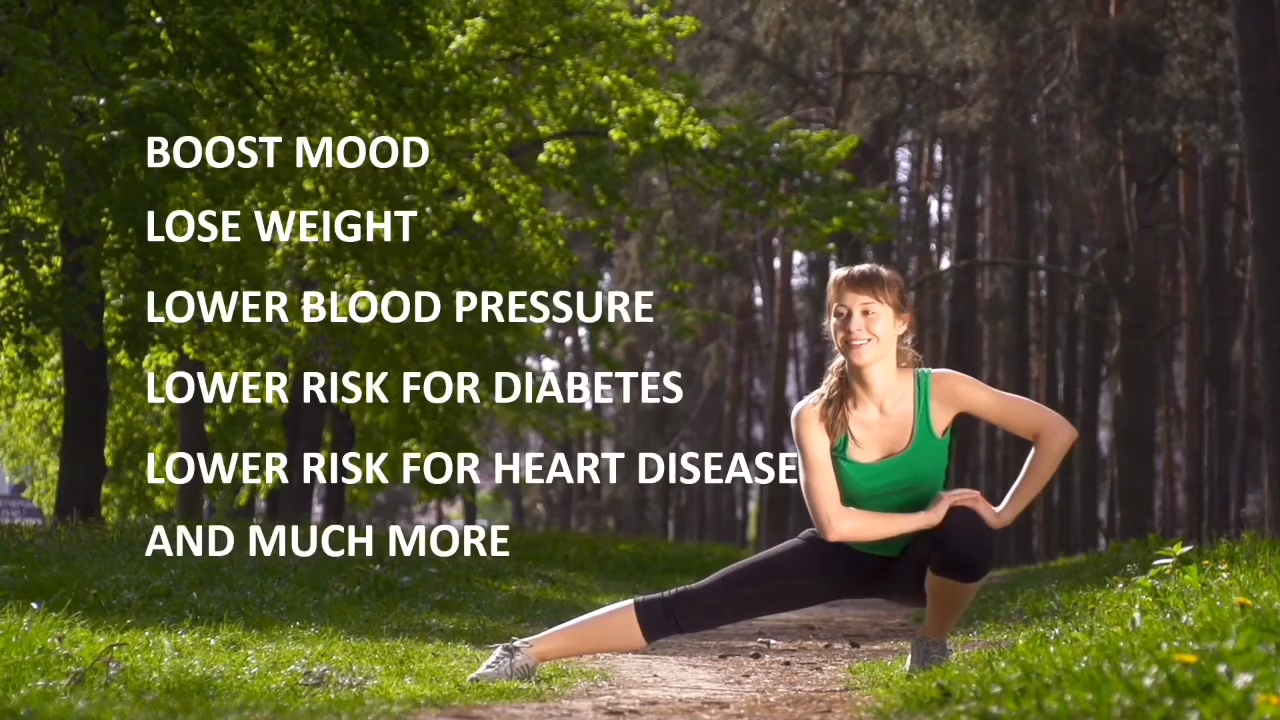 BOOST MOOD
LOSE WEIGHT
LOWER BLOOD PRESSURE
LOWER RISK FOR DIABETES
LOWER RISK FOR HEART DISEASE
AND MUCH MORE